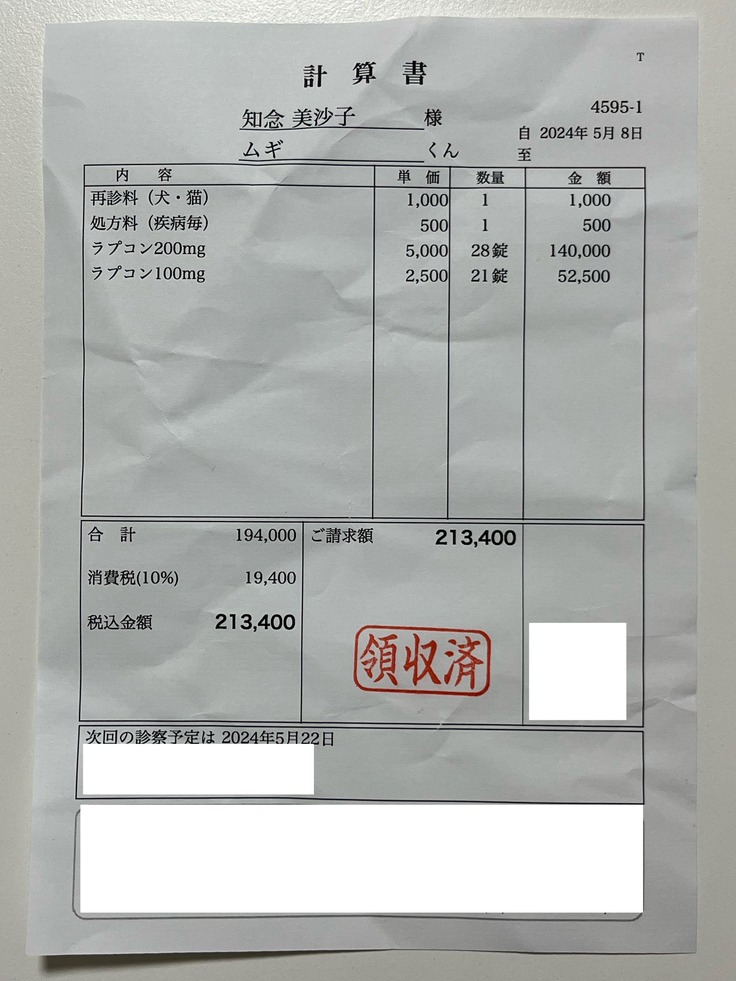 T
計 算 書
4595-1
知念 美沙子 様
自 2024年 5月 8日
ムギ くん
至
内 容 単 価 数量 金 額
再診料（犬・猫） 1,000 1 1,000
処方料（疾病毎） 500 1 500
ラプコン200mg 5,000 28錠 140,000
ラプコン100mg 2,500 21錠 52,500
合 計 194,000
ご請求額 213,400
消費税(10%) 19,400
税込金額 213,400
領収済
次回の診察予定は 2024年5月22日